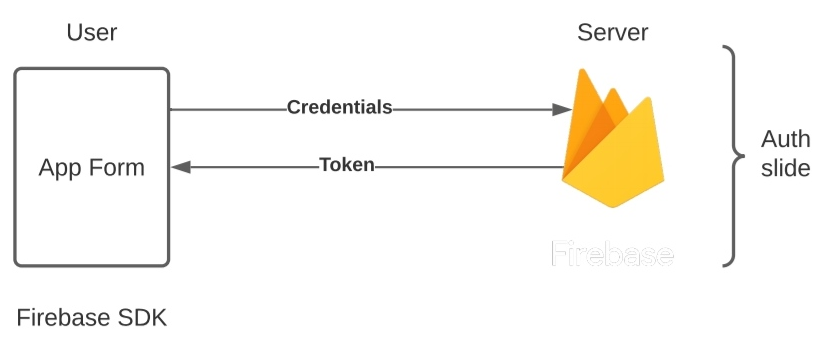 User
Server
Credentials
App Form
Token
Auth
slide
Firebase
Firebase SDK